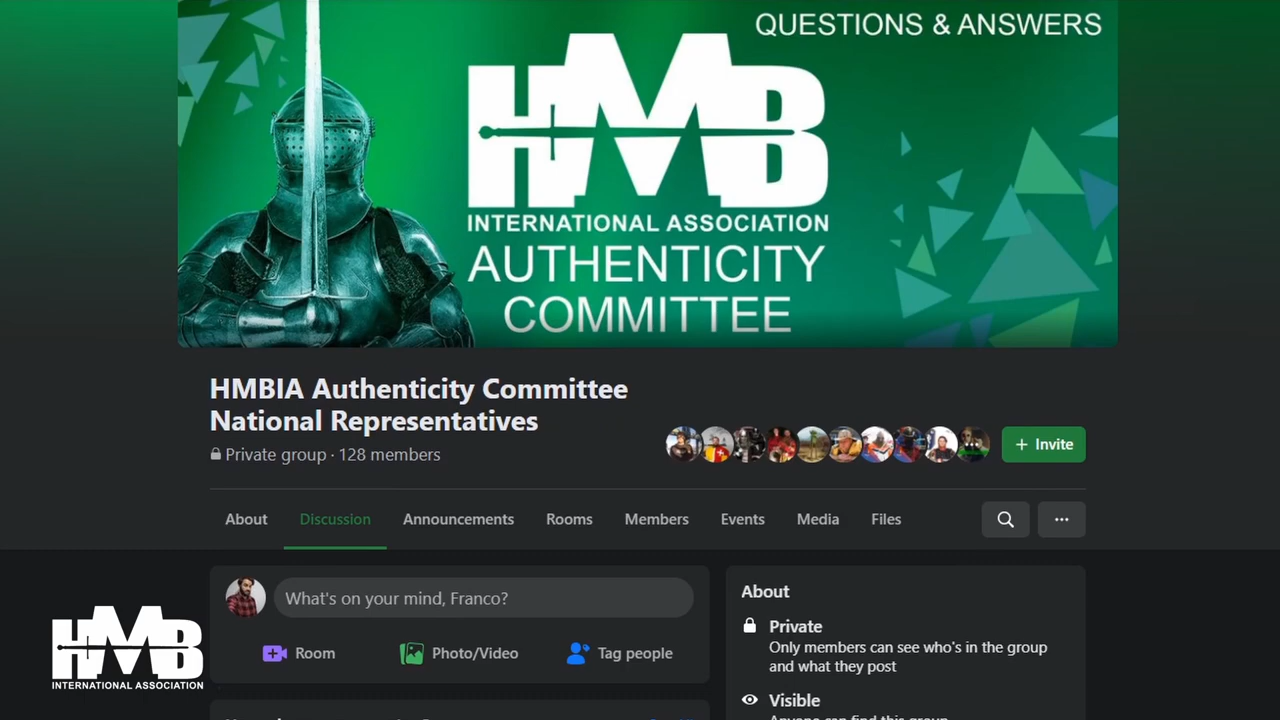 QUESTIONS & ANSWERS
HMB
INTERNATIONAL ASSOCIATION
AUTHENTICITY
COMMITTEE
HMBIA Authenticity Committee
National Representatives
Private group · 128 members
+ Invite
About Discussion Announcements Rooms Members Events Media Files
What's on your mind, Franco?
Room Photo/Video Tag people
About
Private
Only members can see who's in the group
and what they post
Visible
Anyone can find this group
HMB
INTERNATIONAL ASSOCIATION